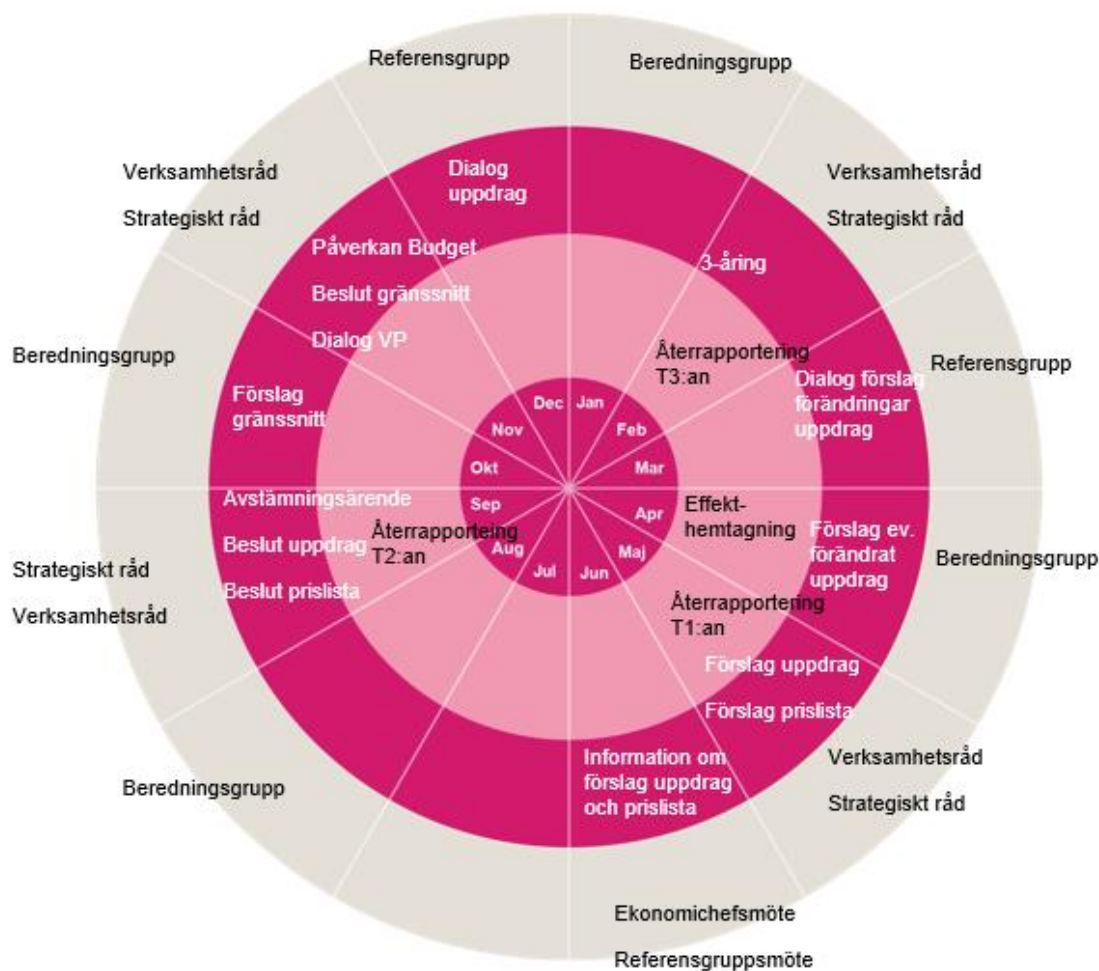 Referensgrupp
Beredningsgrupp
Verksamhetsråd
Strategiskt råd
Dialog
uppdrag
Verksamhetsråd
Strategiskt råd
Påverkan Budget
Beslut gränssnitt
Dialog VP
3-åring
Beredningsgrupp
Återrapportering
T3:an
Referensgrupp
Förslag
gränssnitt
Dialog förslag
förändringar
uppdrag
Dec
Jan
Nov
Feb
Okt
Mar
Sep
Apr
Aug
Maj
Jul
Jun
Avstämningsärende
Beslut uppdrag
Beslut prislista
Återrapporteing
T2:an
Effekt-
hemtagning
Förslag ev.
förändrat
uppdrag
Beredningsgrupp
Strategiskt råd
Verksamhetsråd
Återrapportering
T1:an
Förslag uppdrag
Förslag prislista
Verksamhetsråd
Strategiskt råd
Information om
förslag uppdrag
och prislista
Beredningsgrupp
Ekonomichefsmöte
Referensgruppsmöte